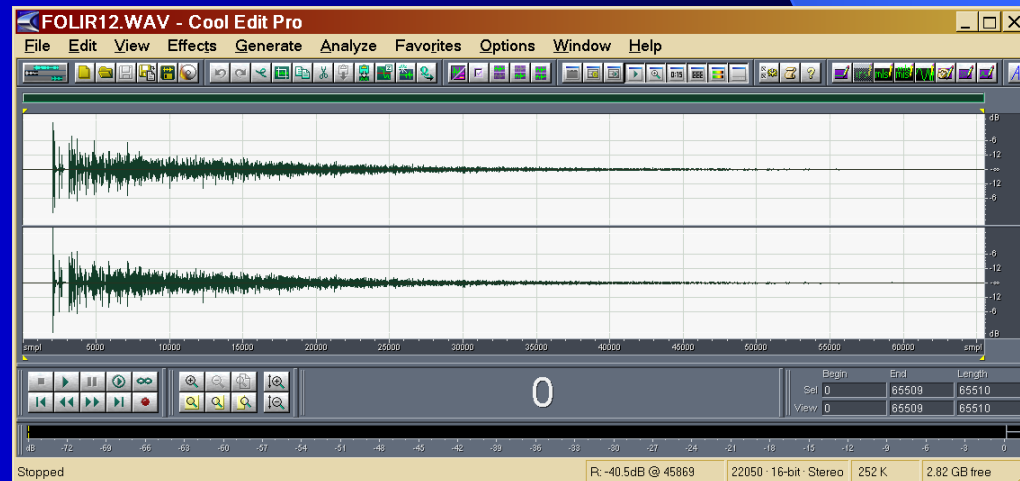 FOLIR12.WAV - Cool Edit Pro
File Edit View Effects Generate Analyze Favorites Options Window Help
dB
-6
-12
-∞
-12
-6
-6
-12
-∞
-12
-6
dB
smpl 5000 10000 15000 20000 25000 30000 35000 40000 45000 50000 55000 60000 smpl
0
Begin End Length
Sel 0 65509 65510
View 0 65509 65510
dB -72 -69 -66 -63 -60 -57 -54 -51 -48 -45 -42 -39 -36 -33 -30 -27 -24 -21 -18 -15 -12 -9 -6 -3 0
Stopped R: -40.5dB @ 45869 22050 · 16-bit · Stereo 252 K 2.82 GB free